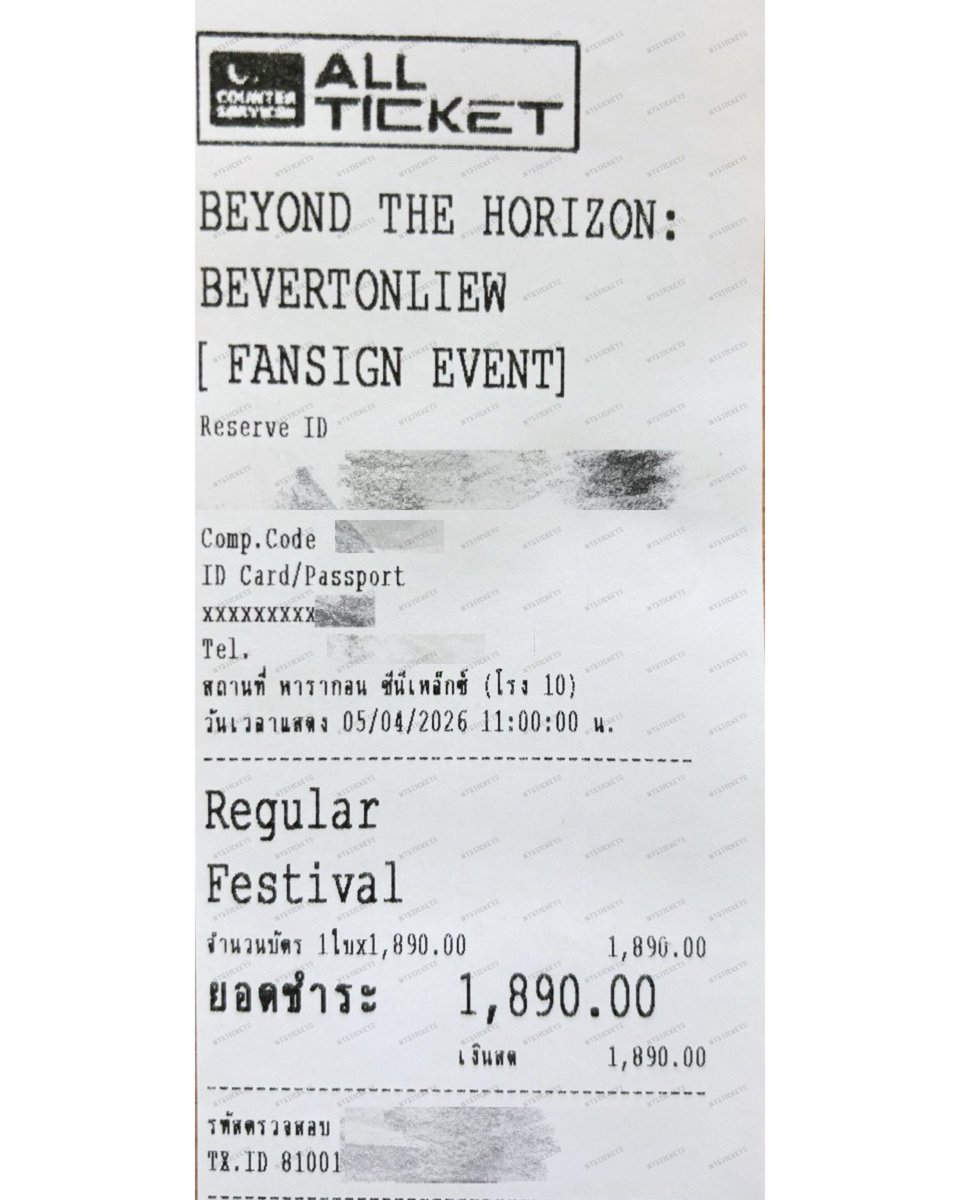 COUNTER
SERVICE
ALL
TICKET
BEYOND THE HORIZON:
BEVERTONLIEW
[ FANSIGN EVENT]
Reserve ID
Comp.Code
ID Card/Passport
xxxxxxxxx
Tel.
สถานที่ พารากอน ซีนีเพล็กซ์ (โรง 10)
วันเวลาแสดง 05/04/2026 11:00:00 น.
Regular
Festival
จำนวนบัตร 1ใบx1,890.00 1,890.00
ยอดชำระ 1,890.00
เงินสด 1,890.00
รหัสตรวจสอบ
TX.ID 81001
NTSTICKETS